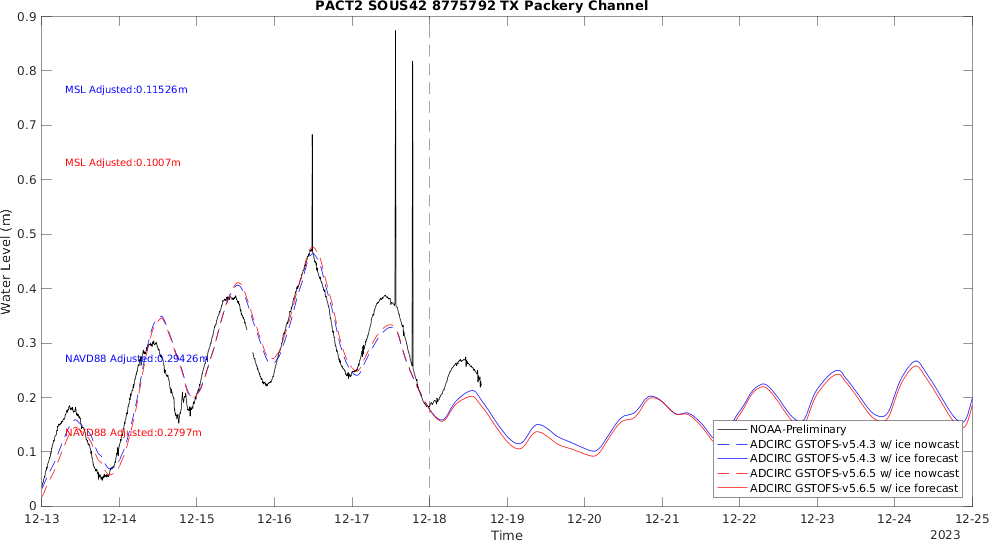 PACT2 SOUS42 8775792 TX Packery Channel
0.9
0.8
0.7
0.6
0.5
0.4
0.3
0.2
0.1
0
Water Level (m)
MSL Adjusted:0.11526m
MSL Adjusted:0.1007m
NAVD88 Adjusted:0.29426m
NAVD88 Adjusted:0.2797m
NOAA-Preliminary
ADCIRC GSTOFS-v5.4.3 w/ ice nowcast
ADCIRC GSTOFS-v5.4.3 w/ ice forecast
ADCIRC GSTOFS-v5.6.5 w/ ice nowcast
ADCIRC GSTOFS-v5.6.5 w/ ice forecast
12-13 12-14 12-15 12-16 12-17 12-18 12-19 12-20 12-21 12-22 12-23 12-24 12-25
Time
2023